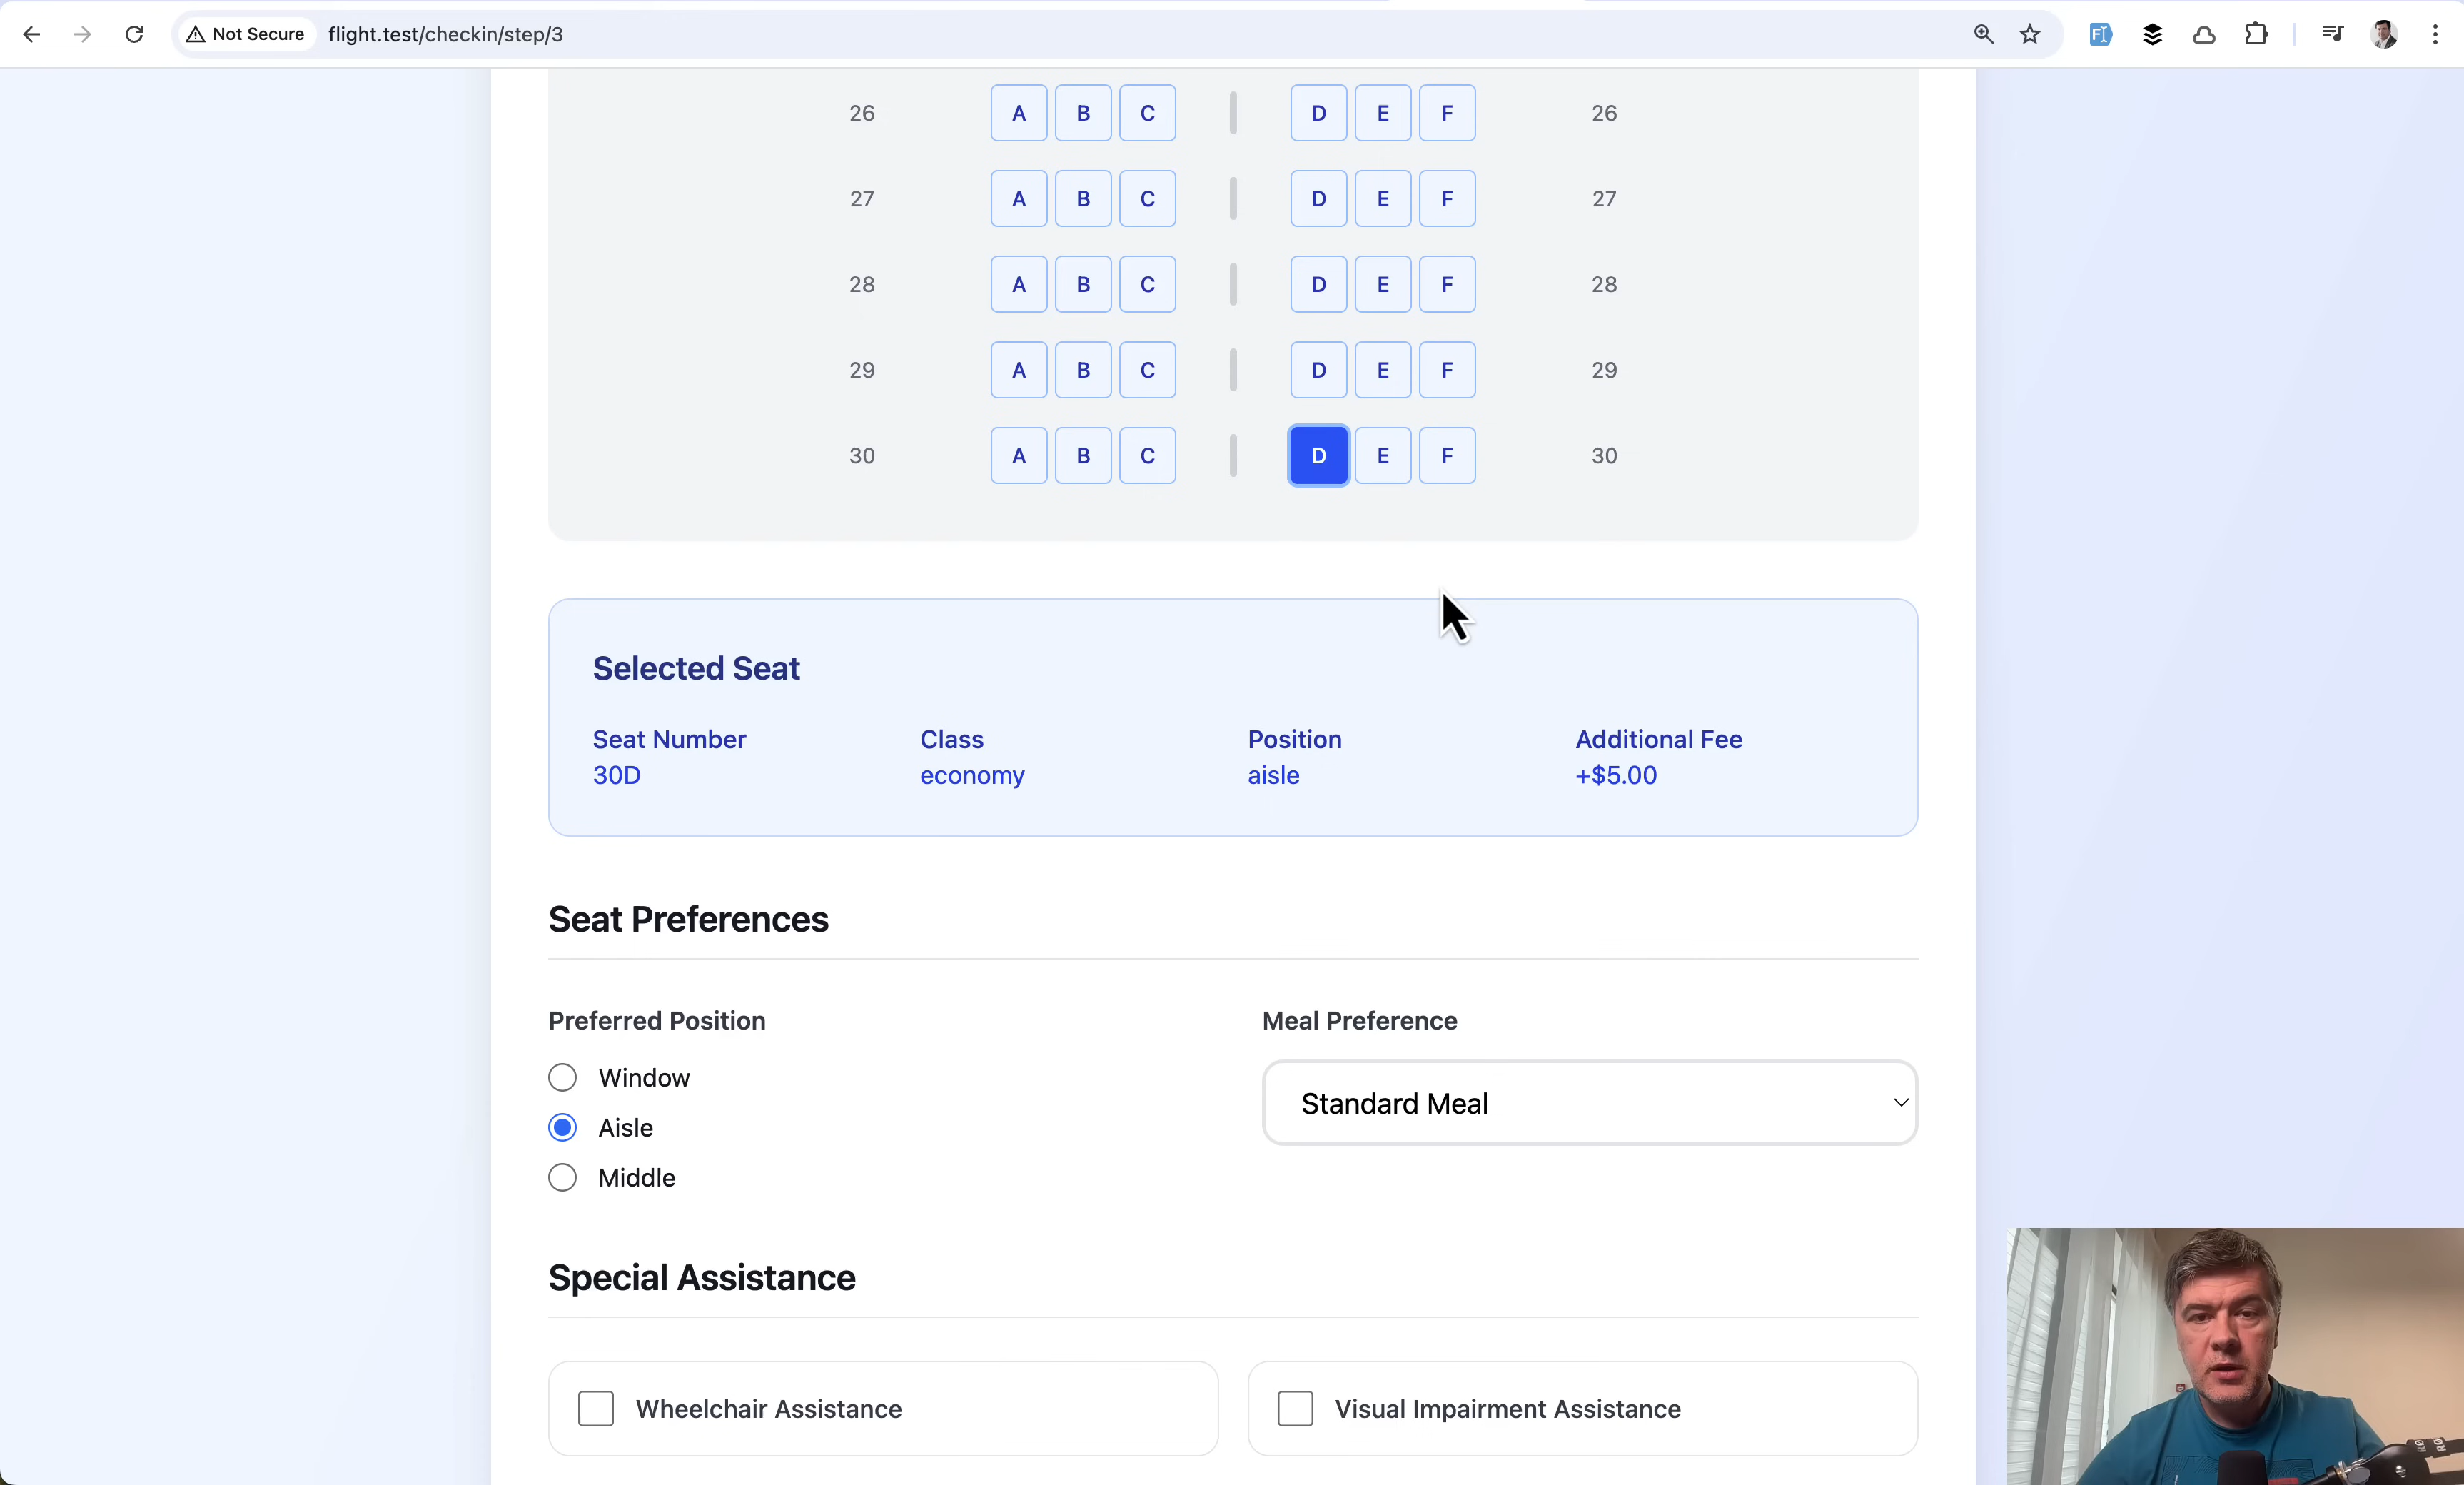 Not Secure flight.test/checkin/step/3
26 A B C D E F 26
27 A B C D E F 27
28 A B C D E F 28
29 A B C D E F 29
30 A B C D E F 30
Selected Seat
Seat Number Class Position Additional Fee
30D economy aisle +$5.00
Seat Preferences
Preferred Position Meal Preference
Window
Standard Meal
Aisle
Middle
Special Assistance
Wheelchair Assistance Visual Impairment Assistance